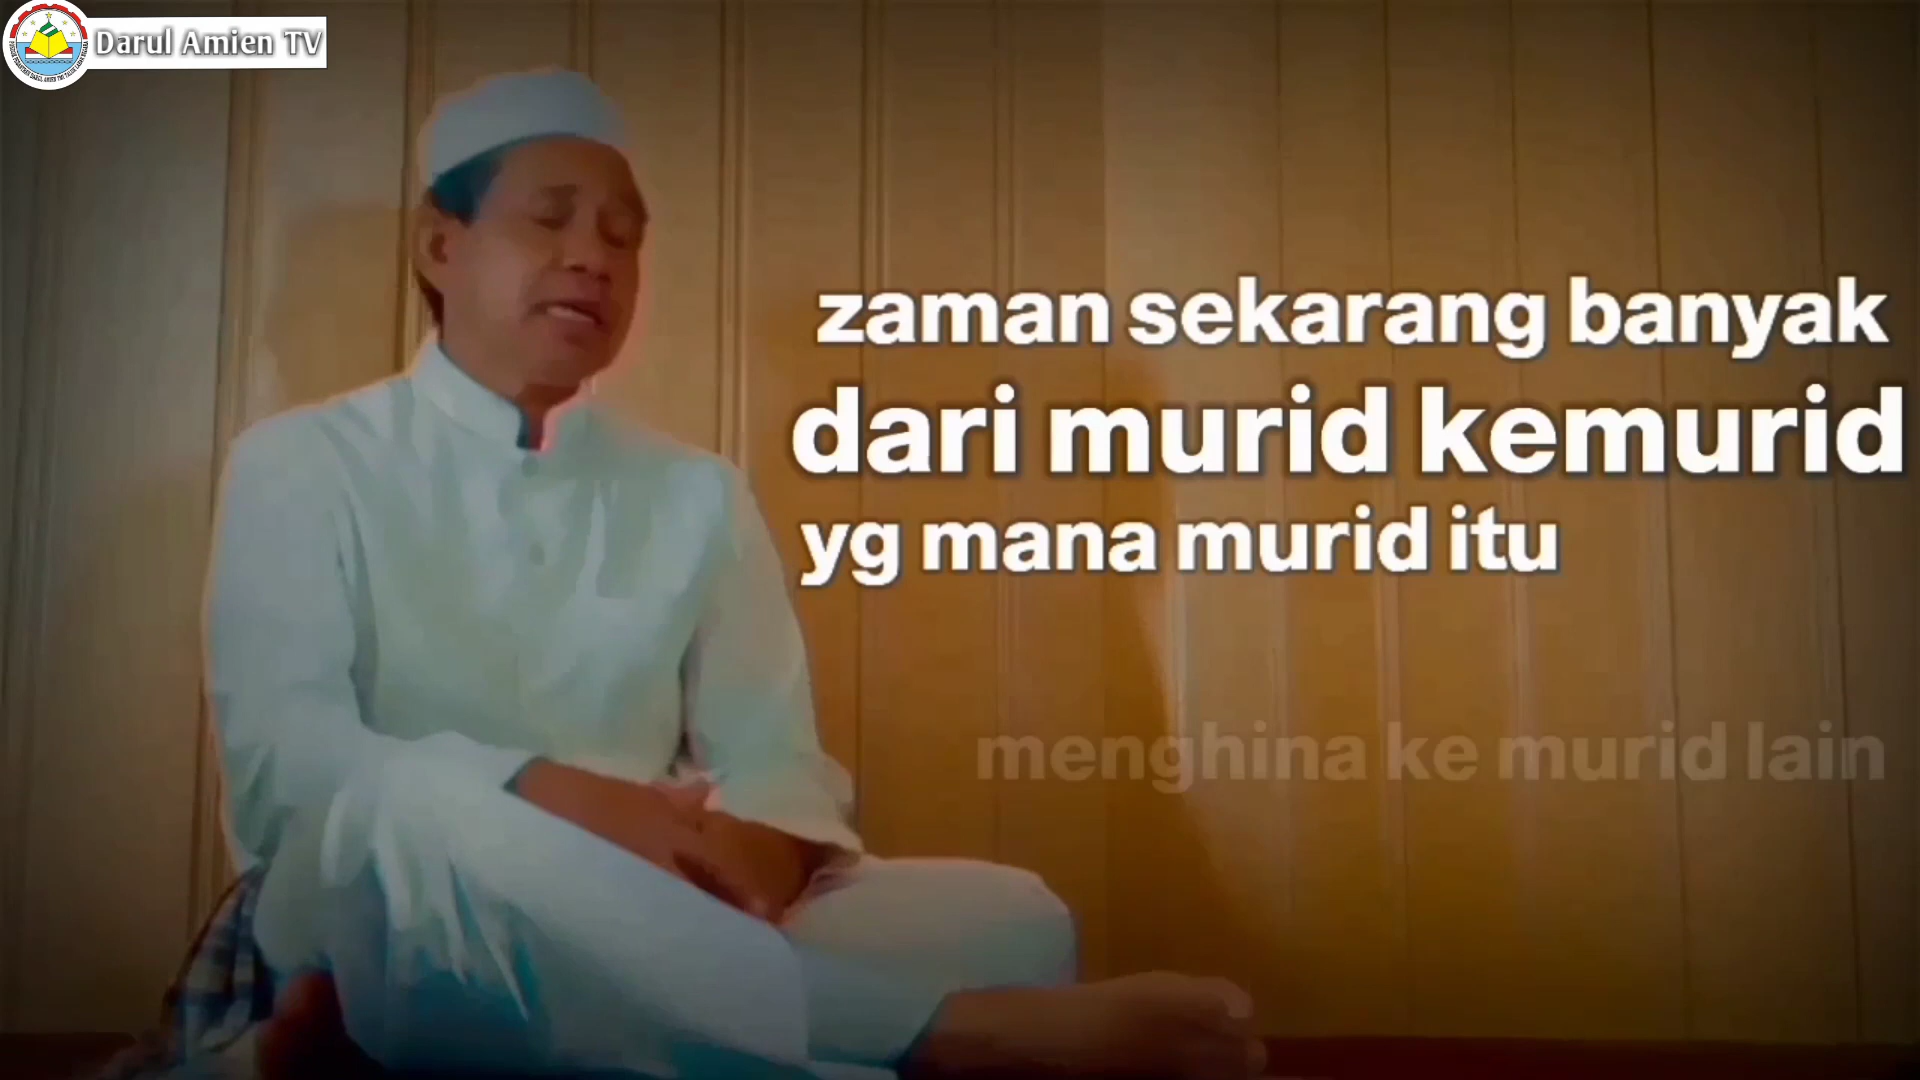 Darul Amien TV
zaman sekarang banyak
dari murid kemurid
yg mana murid itu
menghina ke murid lain